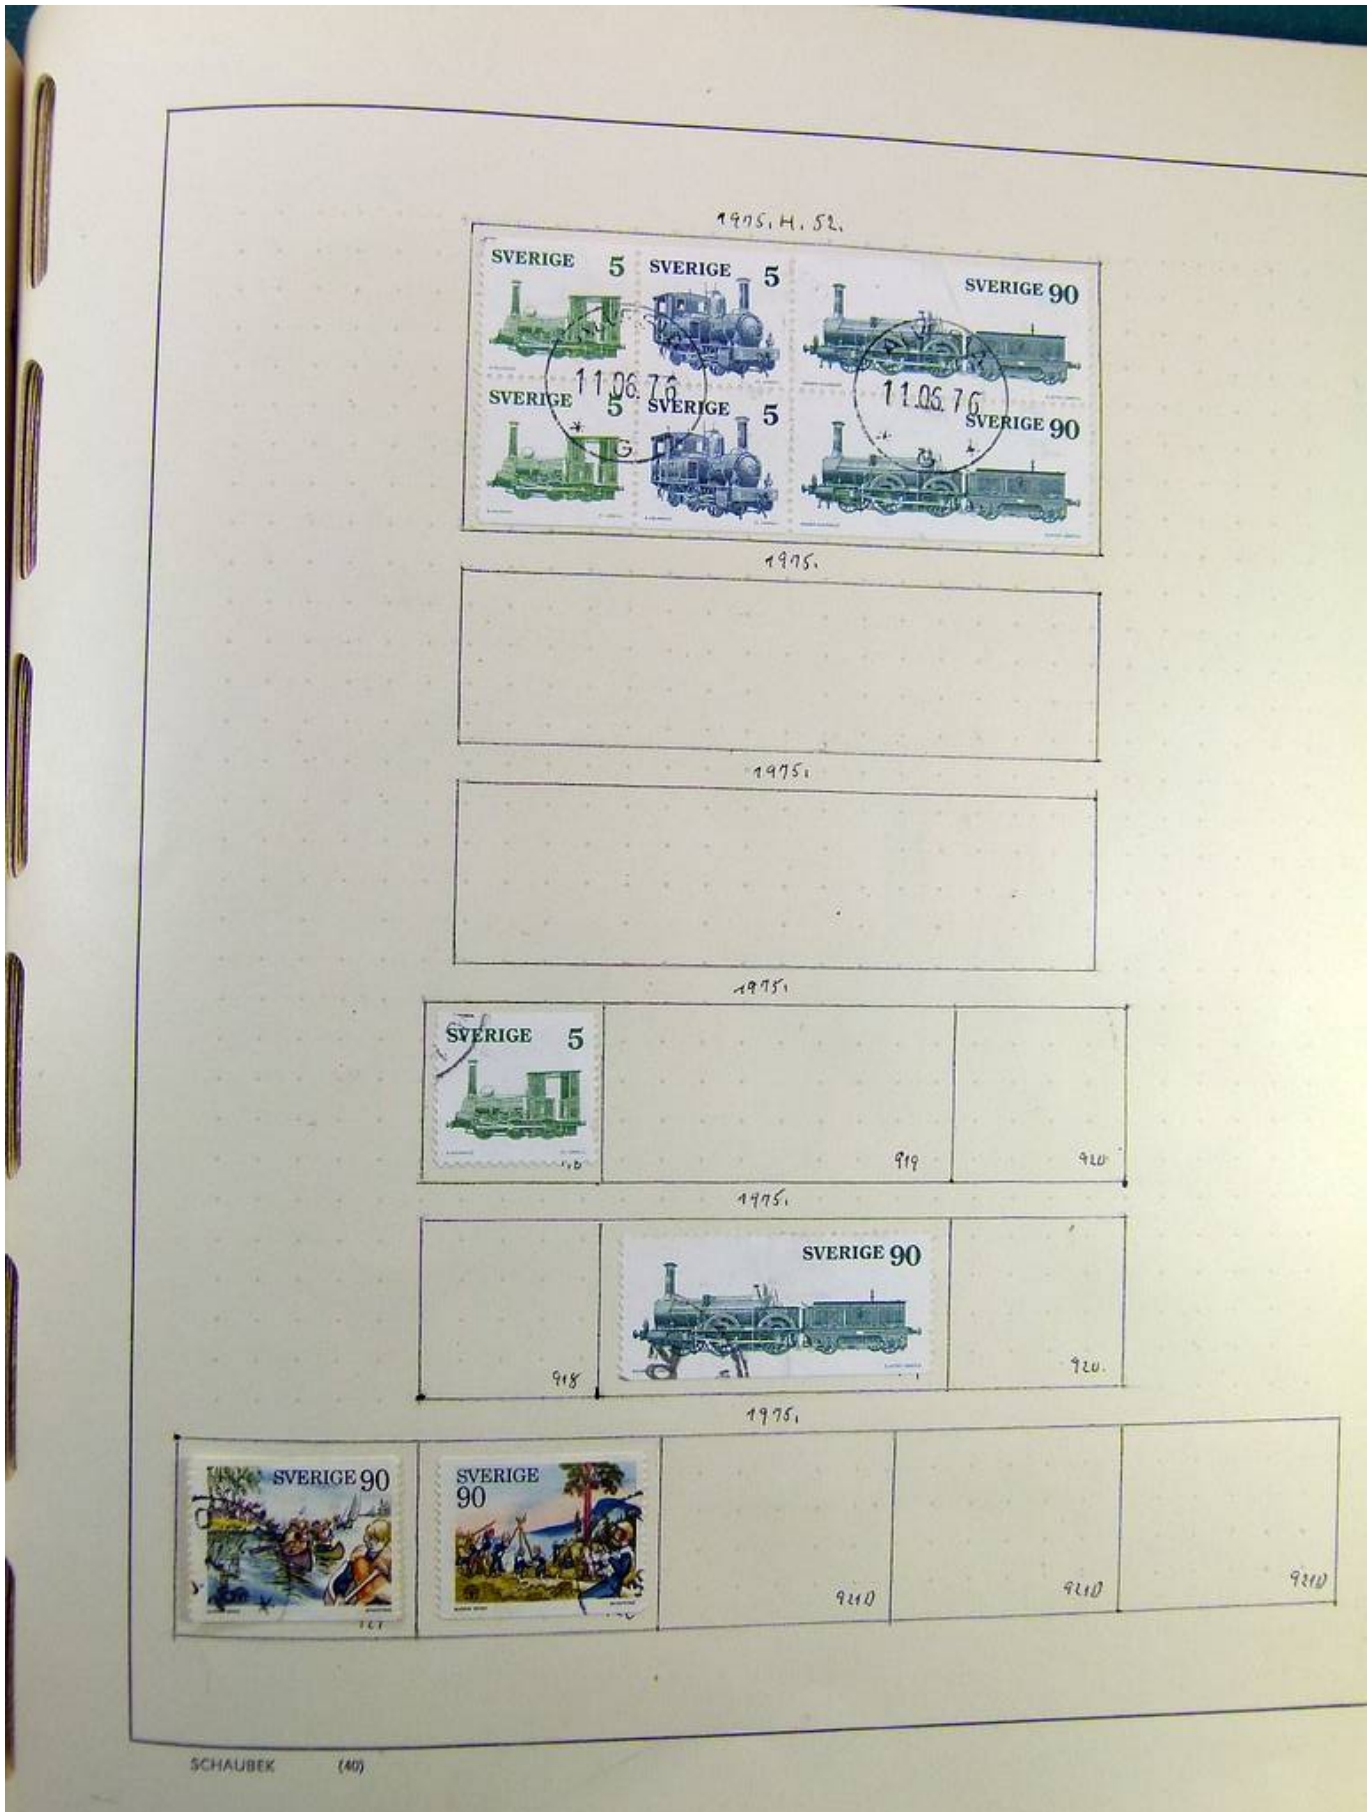 1975. H. 52.
SVERIGE 5
SVERIGE 5
SVERIGE 90
11.06.76
11.06.76
SVERIGE 5
SVERIGE 5
SVERIGE 90
G
1975.
1975.
1975.
SVERIGE 5
919
920
1975.
SVERIGE 90
918
920.
1975.
SVERIGE 90
SVERIGE
90
921D
921D
921D
SCHAUBEK (40)